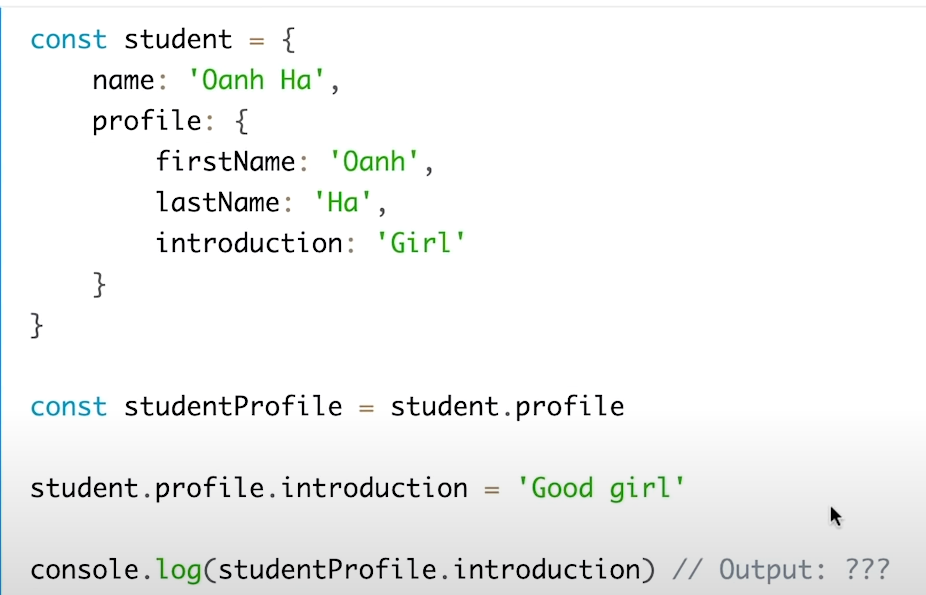 const student = {
    name: 'Oanh Ha',
    profile: {
        firstName: 'Oanh',
        lastName: 'Ha',
        introduction: 'Girl'
    }
}
const studentProfile = student.profile
student.profile.introduction = 'Good girl'
console.log(studentProfile.introduction) // Output: ???